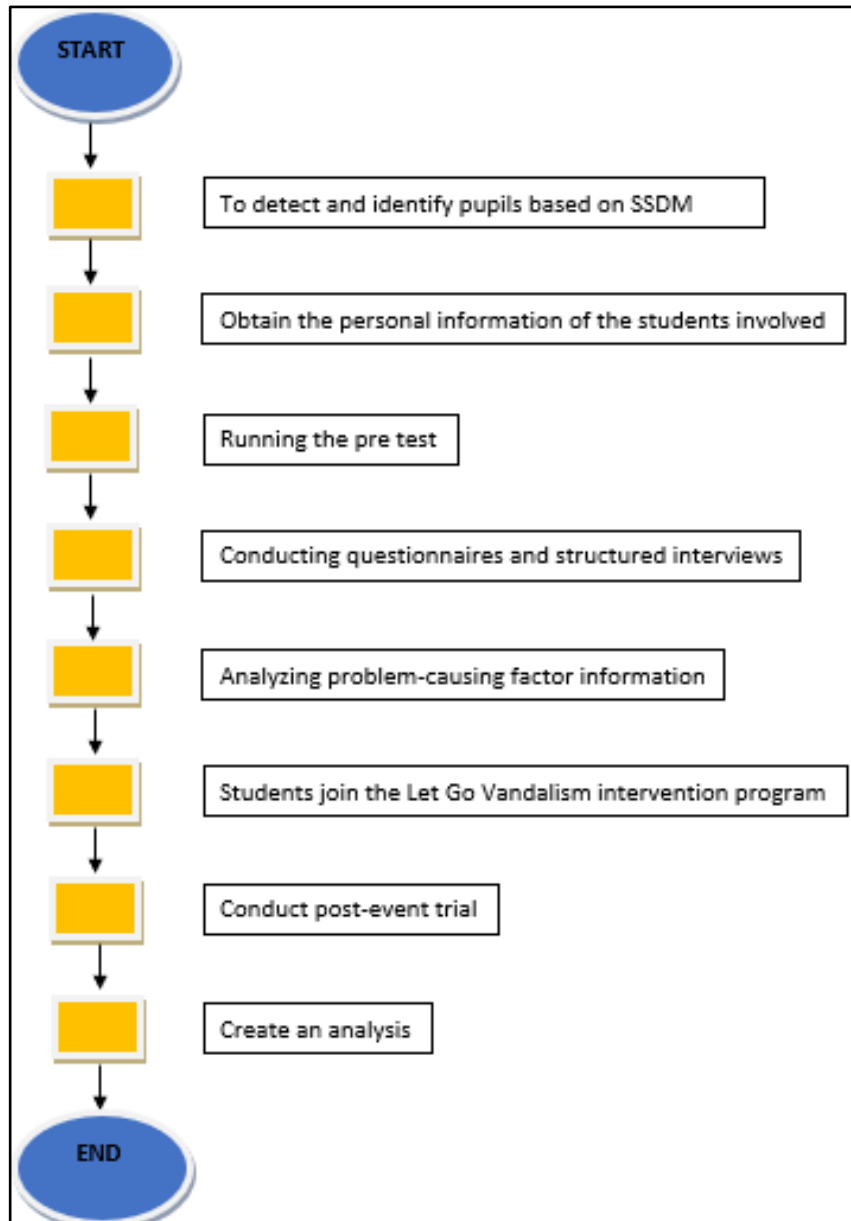 START
To detect and identify pupils based on SSDM
Obtain the personal information of the students involved
Running the pre test
Conducting questionnaires and structured interviews
Analyzing problem-causing factor information
Students join the Let Go Vandalism intervention program
Conduct post-event trial
Create an analysis
END